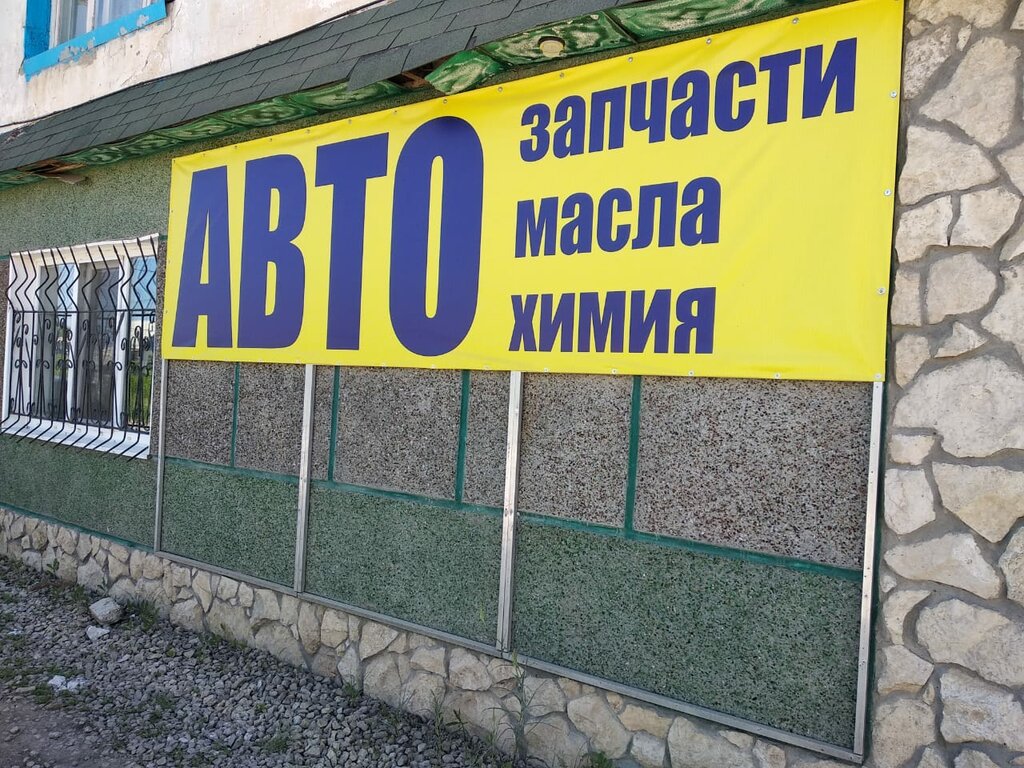 АВТО
запчасти
масла
химия